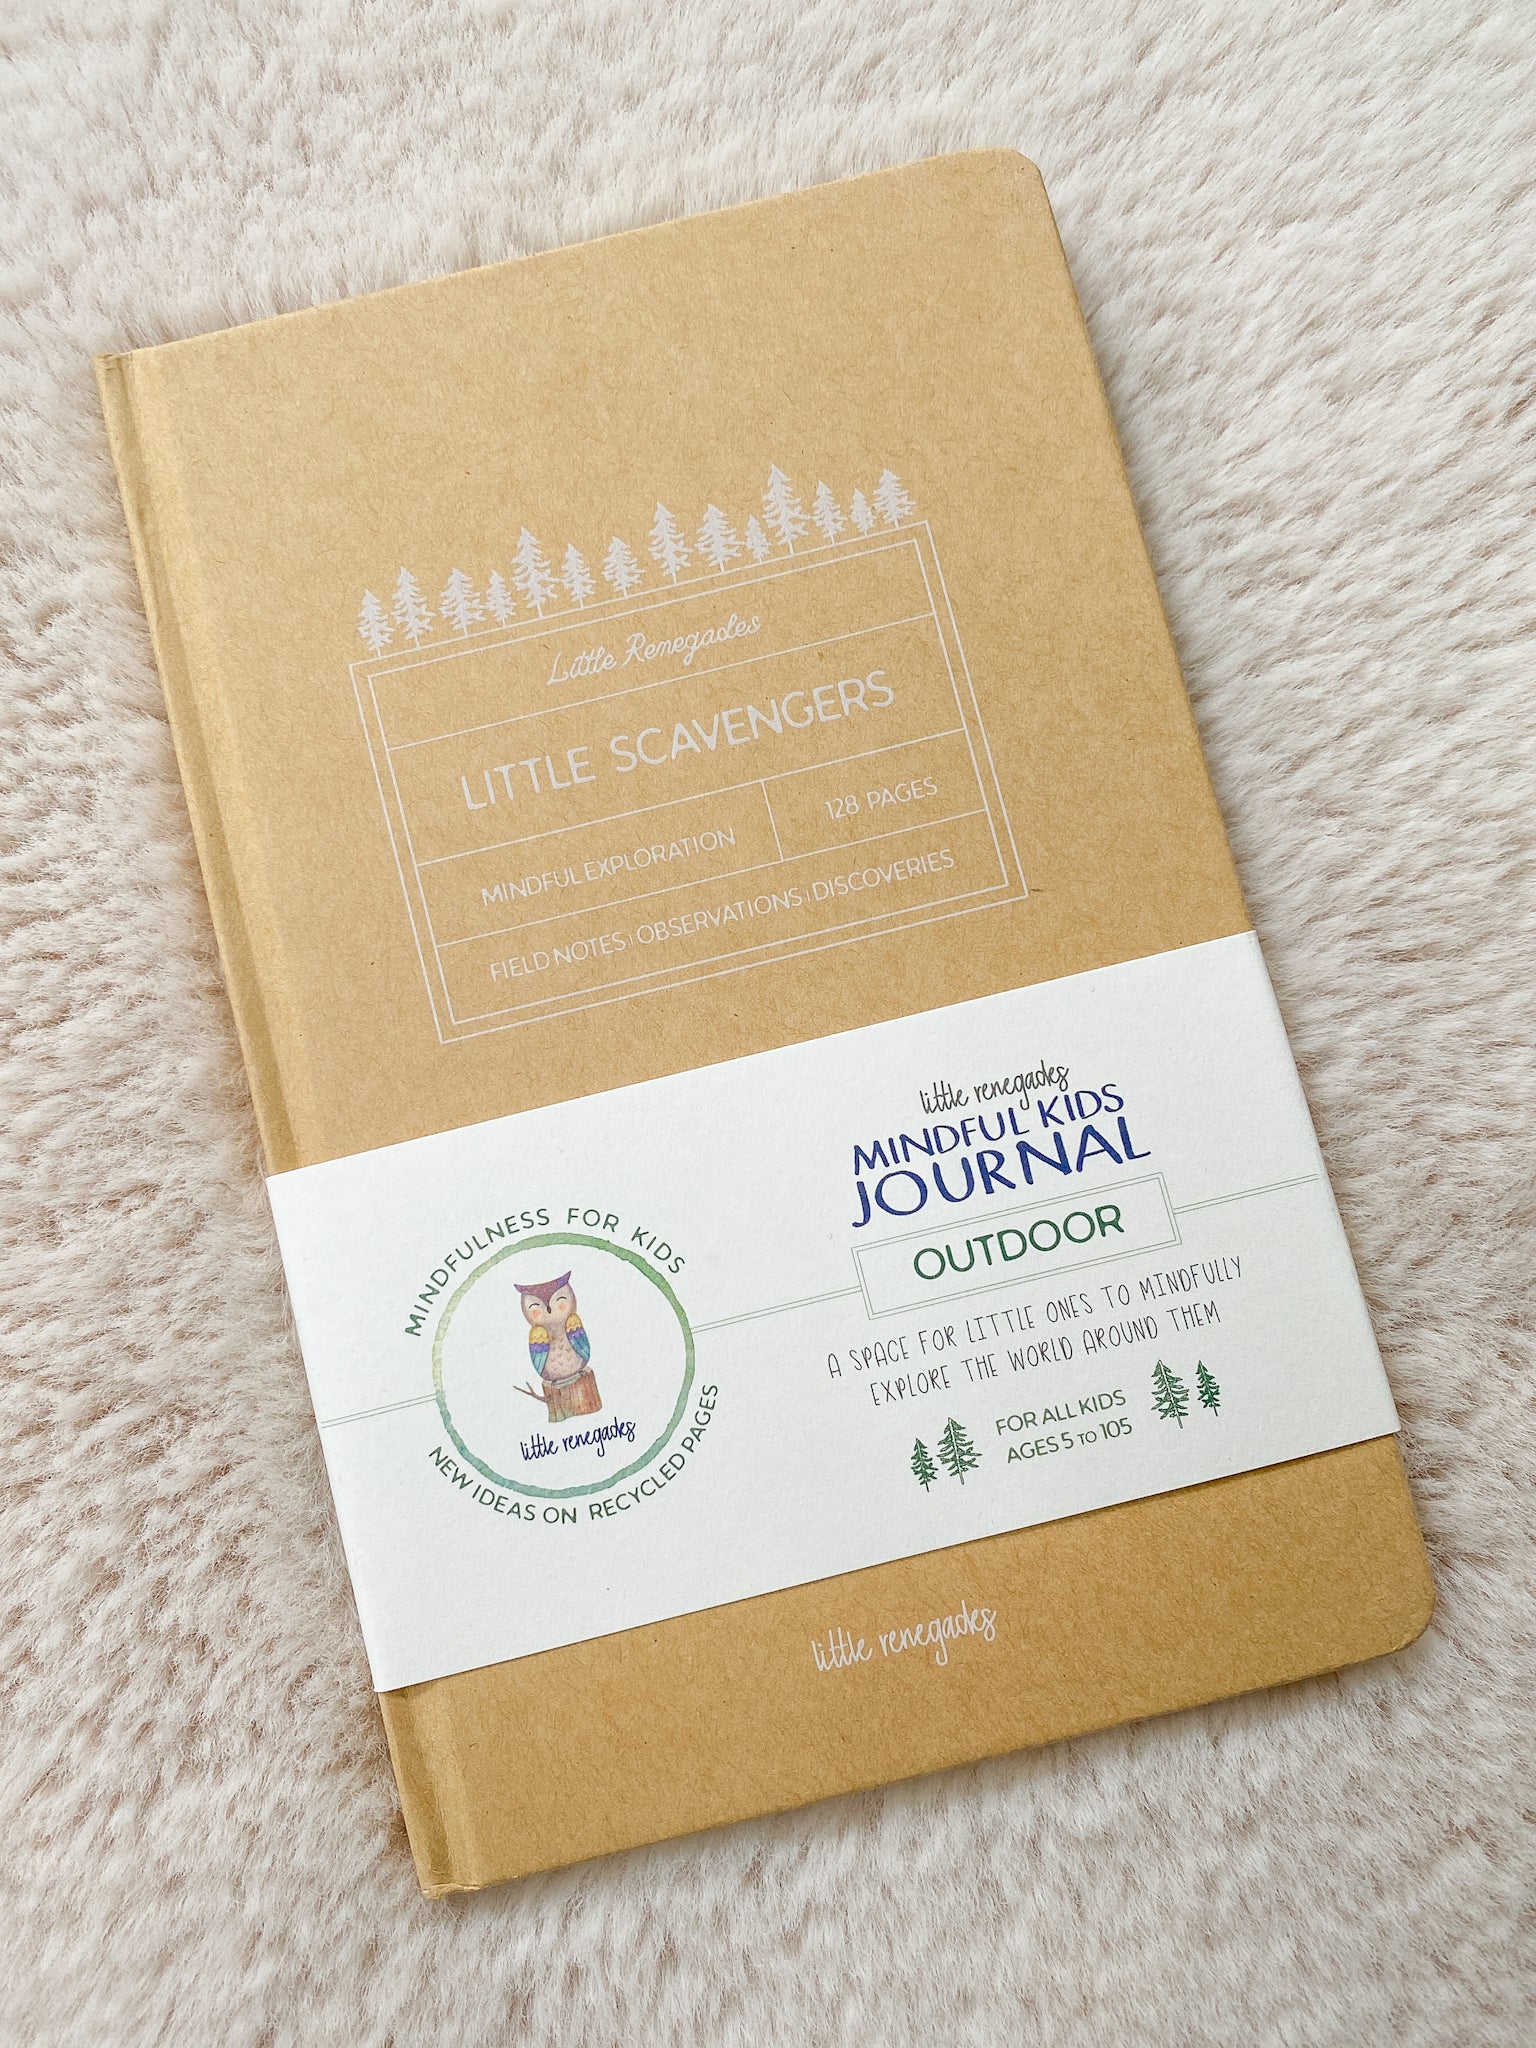 Little Renegades
LITTLE SCAVENGERS
MINDFUL EXPLORATION
128 PAGES
FIELD NOTES | OBSERVATIONS | DISCOVERIES
little renegades
MINDFUL KIDS
JOURNAL
OUTDOOR
A SPACE FOR LITTLE ONES TO MINDFULLY
EXPLORE THE WORLD AROUND THEM
FOR ALL KIDS
AGES 5 TO 105
MINDFULNESS FOR KIDS
little renegades
NEW IDEAS ON RECYCLED PAGES
little renegades